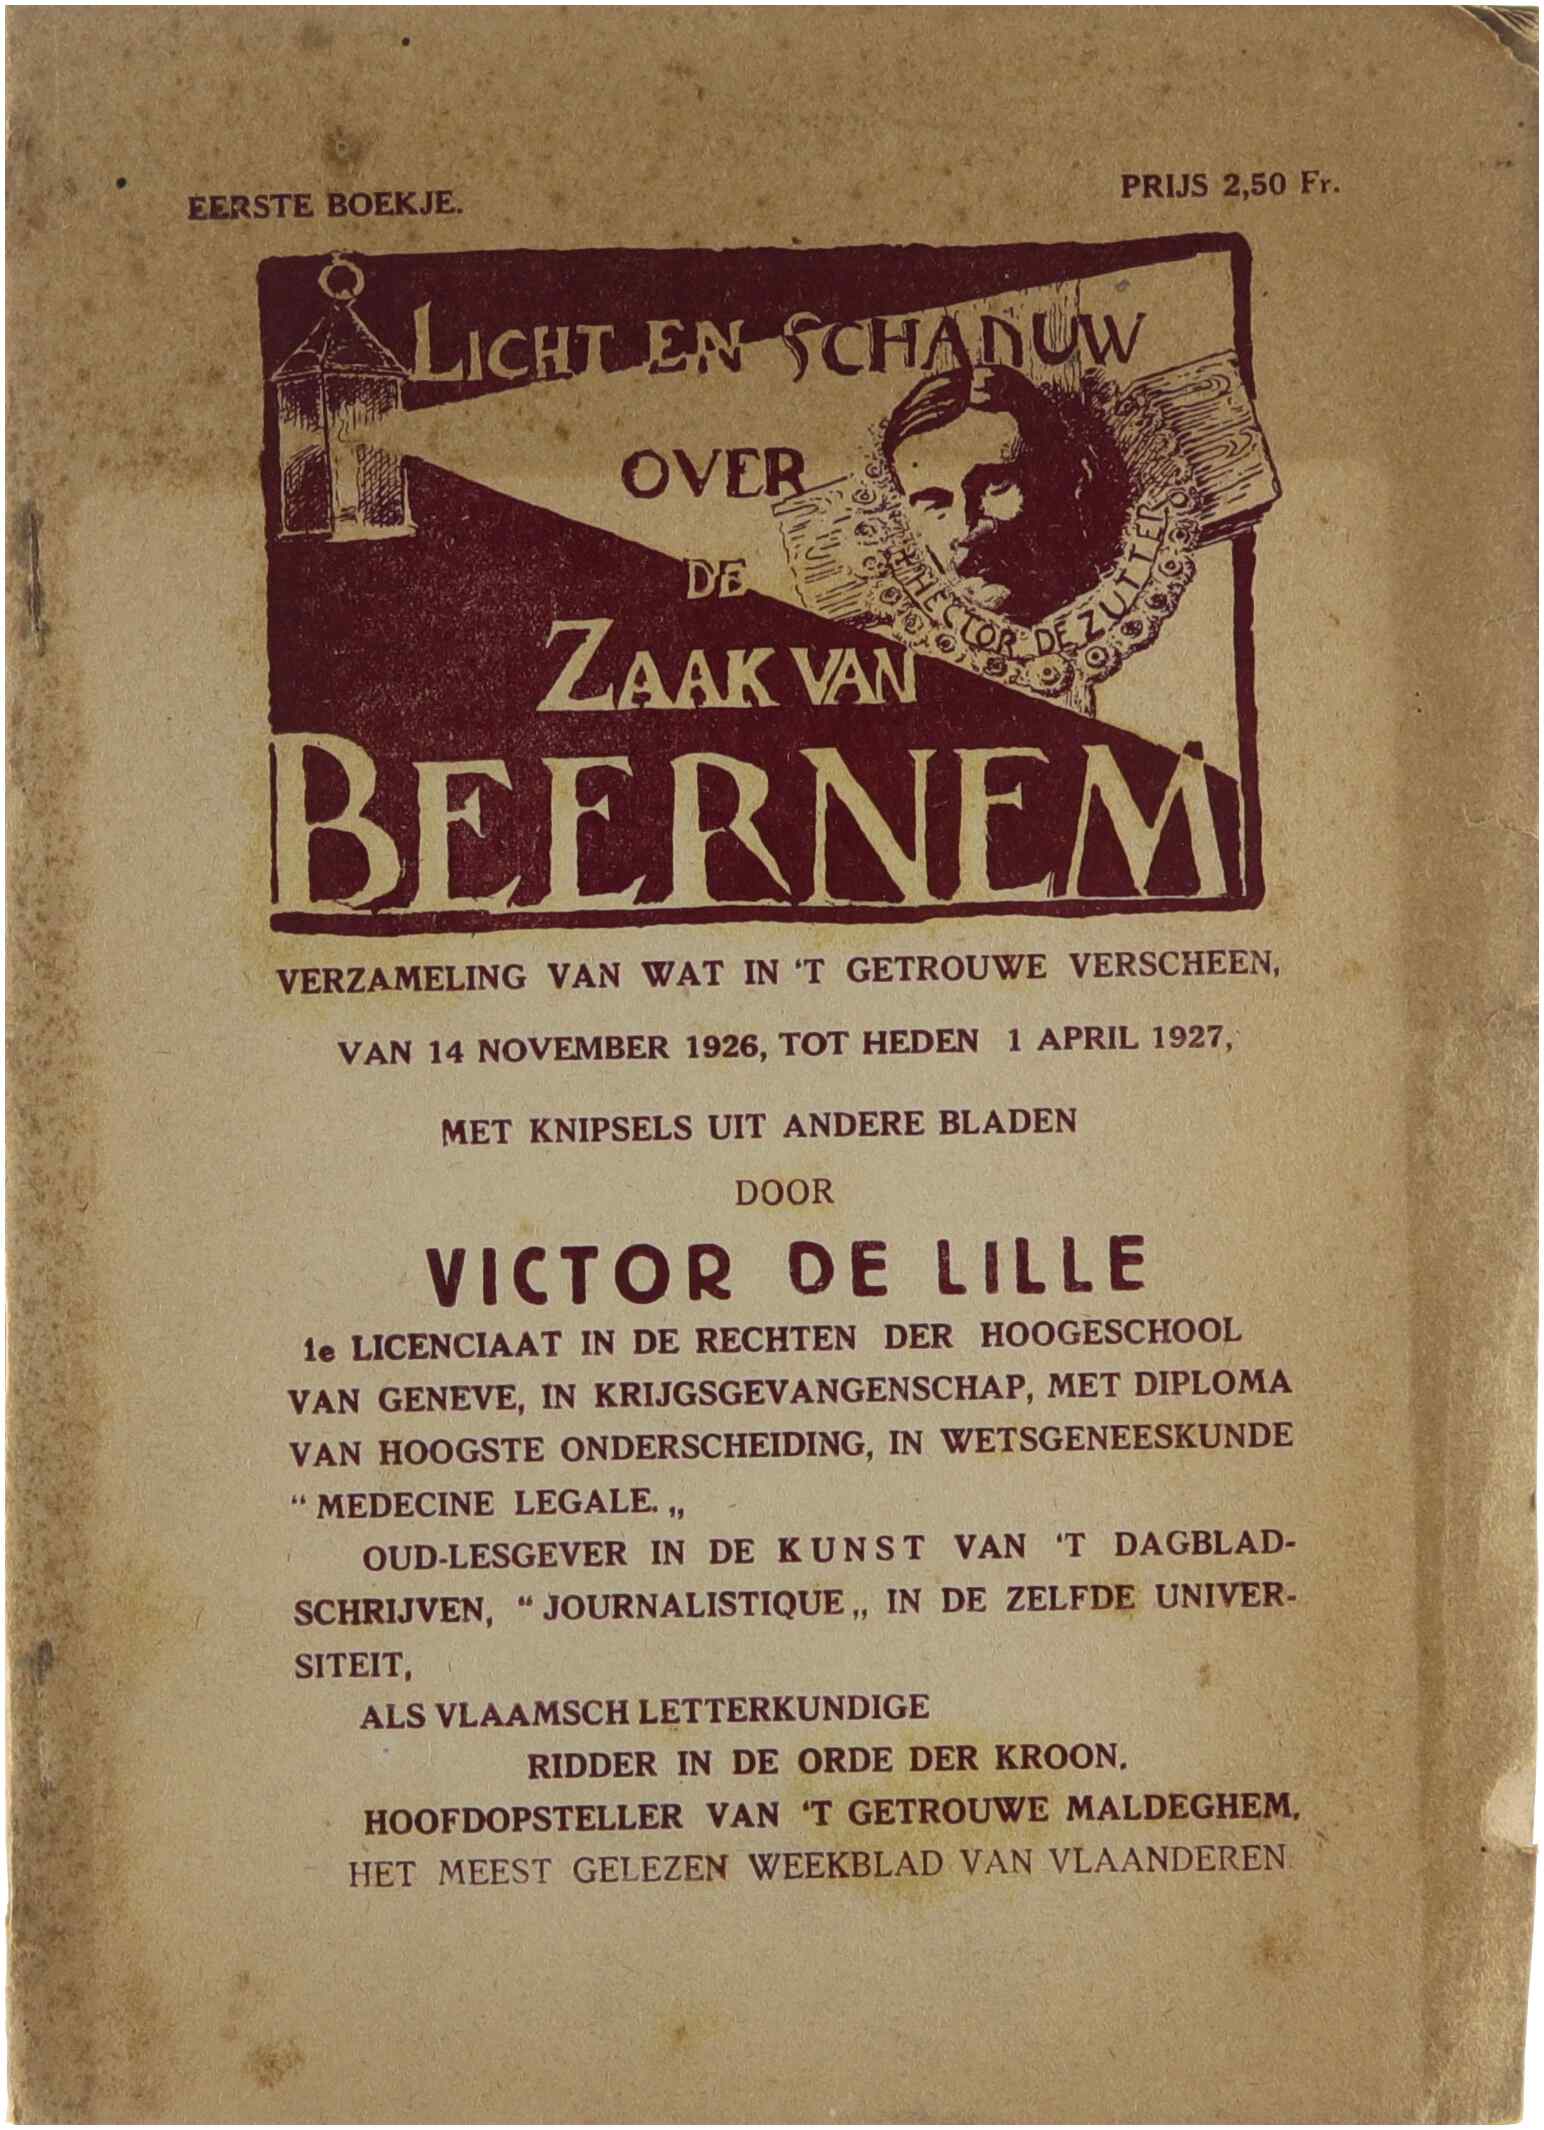 EERSTE BOEKJE.
PRIJS 2,50 Fr.
LICHT EN SCHADUW
OVER
DE
ZAAK VAN
BEERNEM
HECTOR DE ZUTTER
VERZAMELING VAN WAT IN 'T GETROUWE VERSCHEEN,
VAN 14 NOVEMBER 1926, TOT HEDEN 1 APRIL 1927,
MET KNIPSELS UIT ANDERE BLADEN
DOOR
VICTOR DE LILLE
1e LICENCIAAT IN DE RECHTEN DER HOOGESCHOOL
VAN GENEVE, IN KRIJGSGEVANGENSCHAP, MET DIPLOMA
VAN HOOGSTE ONDERSCHEIDING, IN WETSGENEESKUNDE
“ MEDECINE LEGALE. „
OUD-LESGEVER IN DE KUNST VAN 'T DAGBLAD-
SCHRIJVEN, “ JOURNALISTIQUE „ IN DE ZELFDE UNIVER-
SITEIT,
ALS VLAAMSCH LETTERKUNDIGE
RIDDER IN DE ORDE DER KROON.
HOOFDOPSTELLER VAN 'T GETROUWE MALDEGHEM,
HET MEEST GELEZEN WEEKBLAD VAN VLAANDEREN.